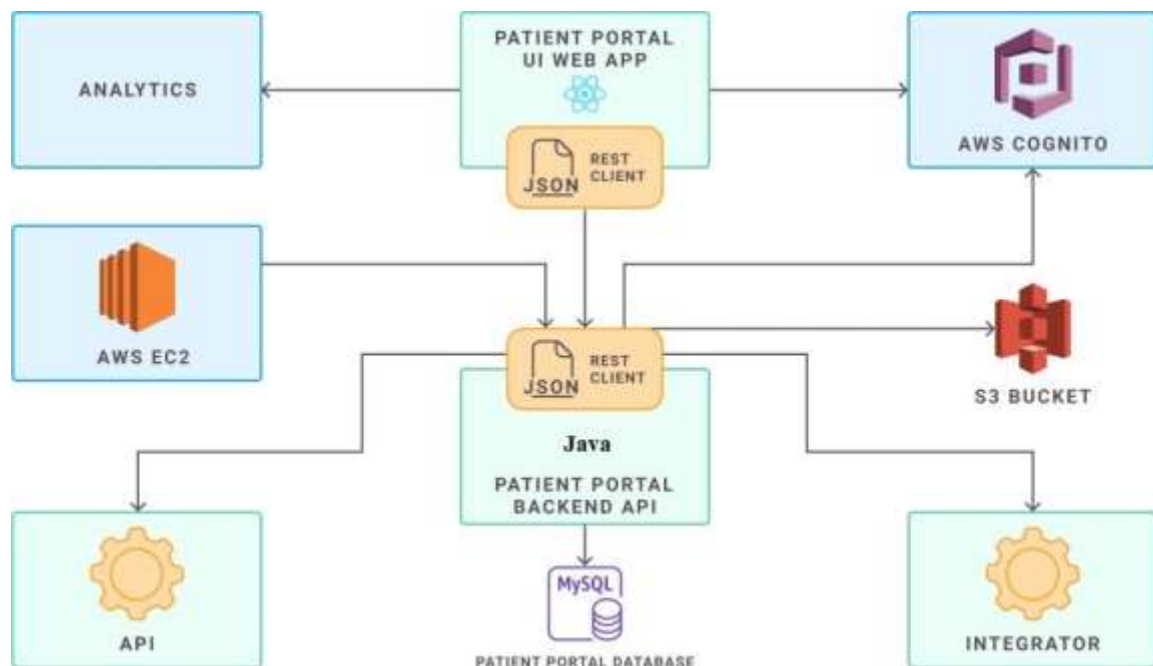 PATIENT PORTAL
UI WEB APP
ANALYTICS
AWS COGNITO
JSON
REST
CLIENT
AWS EC2
JSON
REST
CLIENT
S3 BUCKET
Java
PATIENT PORTAL
BACKEND API
API
MySQL
INTEGRATOR
PATIENT PORTAL DATABASE